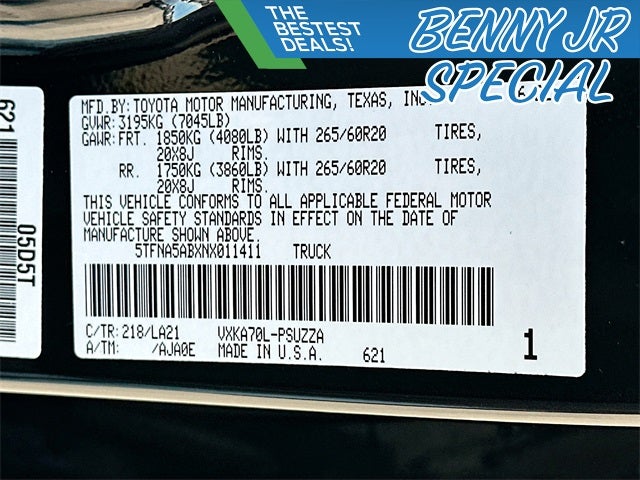 THE
BESTEST
DEALS!
BENNY JR
SPECIAL
MFD.BY:TOYOTA MOTOR MANUFACTURING, TEXAS, INC.
GVWR:3195KG (7045LB)
GAWR:FRT. 1850KG (4080LB) WITH 265/60R20 TIRES,
20X8J RIMS.
RR. 1750KG (3860LB) WITH 265/60R20 TIRES,
20X8J RIMS.
THIS VEHICLE CONFORMS TO ALL APPLICABLE FEDERAL MOTOR
VEHICLE SAFETY STANDARDS IN EFFECT ON THE DATE OF
MANUFACTURE SHOWN ABOVE.
5TFNA5ABXNX011411 TRUCK
C/TR:218/LA21 VXKA70L-PSUZZA
A/TM: /AJA0E MADE IN U.S.A. 621 1
621
05D5T